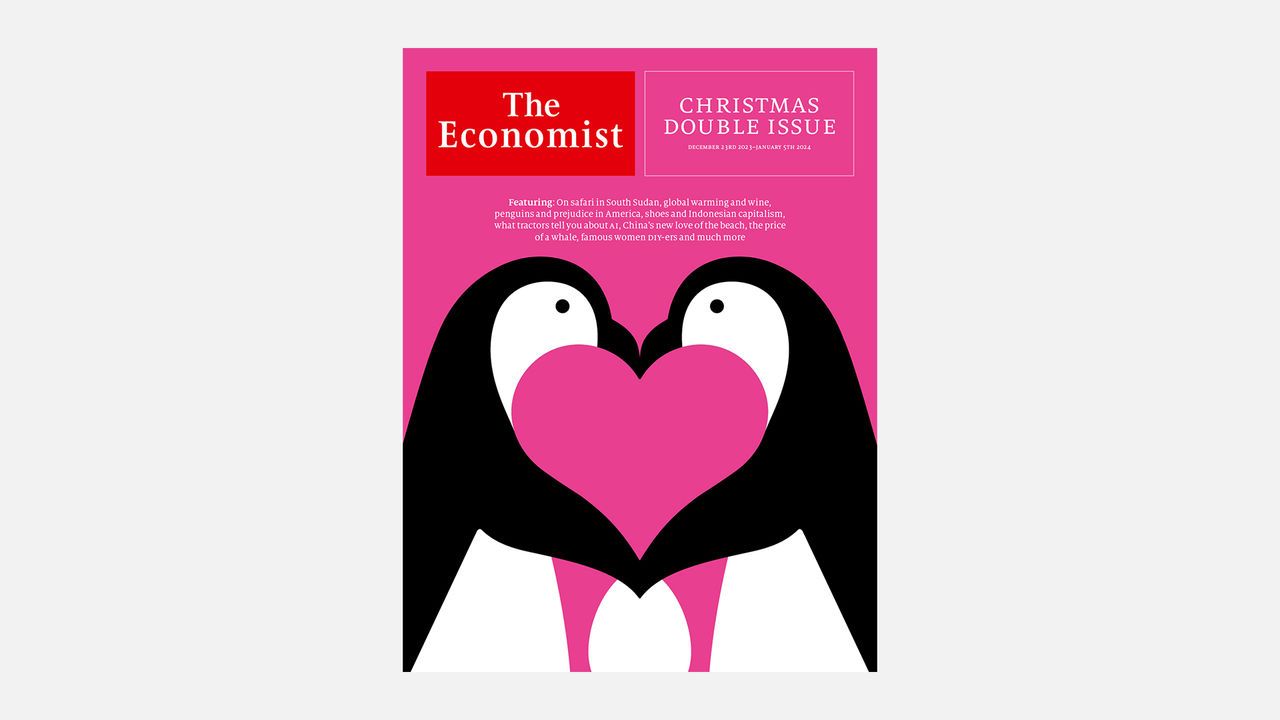 The
Economist
CHRISTMAS
DOUBLE ISSUE
DECEMBER 23RD 2023–JANUARY 5TH 2024
Featuring: On safari in South Sudan, global warming and wine,
penguins and prejudice in America, shoes and Indonesian capitalism,
what tractors tell you about AI, China’s new love of the beach, the price
of a whale, famous women DIY-ers and much more